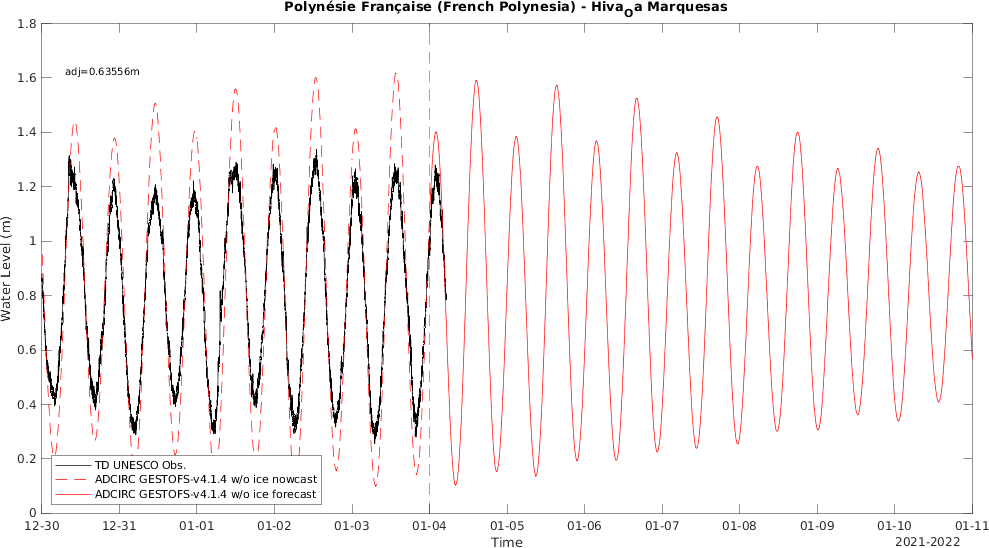 Polynésie Française (French Polynesia) - Hiva_Oa Marquesas
1.8
1.6
1.4
1.2
1
0.8
0.6
0.4
0.2
0
Water Level (m)
adj=0.63556m
TD UNESCO Obs.
ADCIRC GESTOFS-v4.1.4 w/o ice nowcast
ADCIRC GESTOFS-v4.1.4 w/o ice forecast
12-30 12-31 01-01 01-02 01-03 01-04 01-05 01-06 01-07 01-08 01-09 01-10 01-11
Time
2021-2022